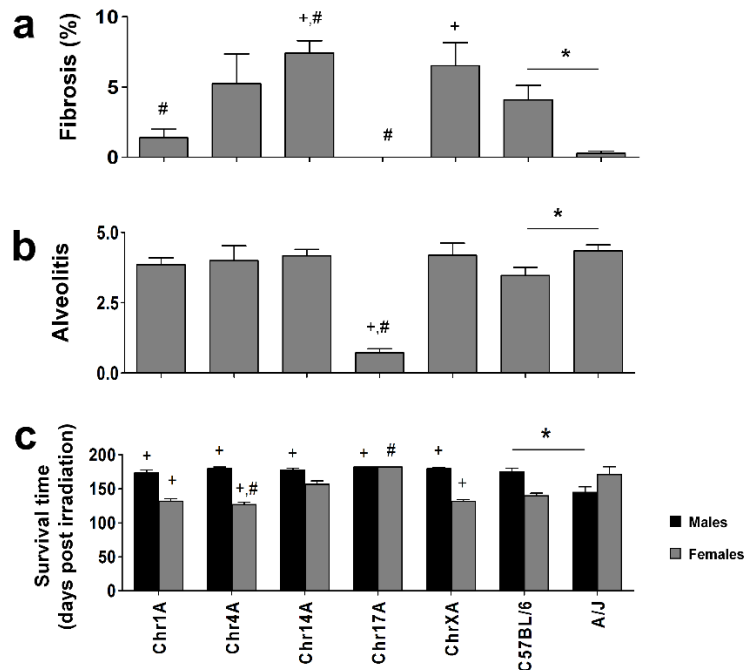 a
Fibrosis (%)
10
5
0
#
+,#
#
+
*
b
Alveolitis
5.0
2.5
0.0
+,#
*
c
Survival time
(days post irradiation)
200
150
100
50
0
+
+
+
+,#
+
+
#
+
+
*
Chr1A
Chr4A
Chr14A
Chr17A
ChrXA
C57BL/6
A/J
Males
Females